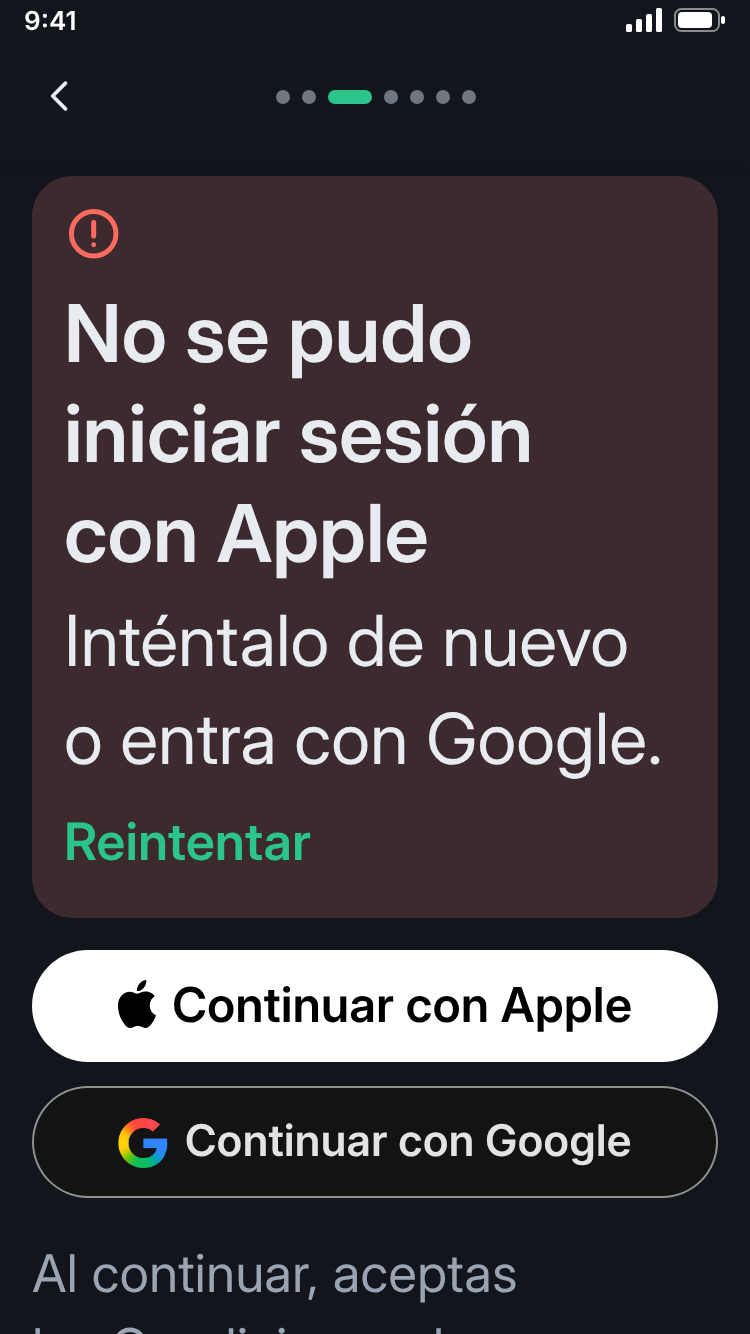 9:41
No se pudo
iniciar sesión
con Apple
Inténtalo de nuevo
o entra con Google.
Reintentar
Continuar con Apple
Continuar con Google
Al continuar, aceptas